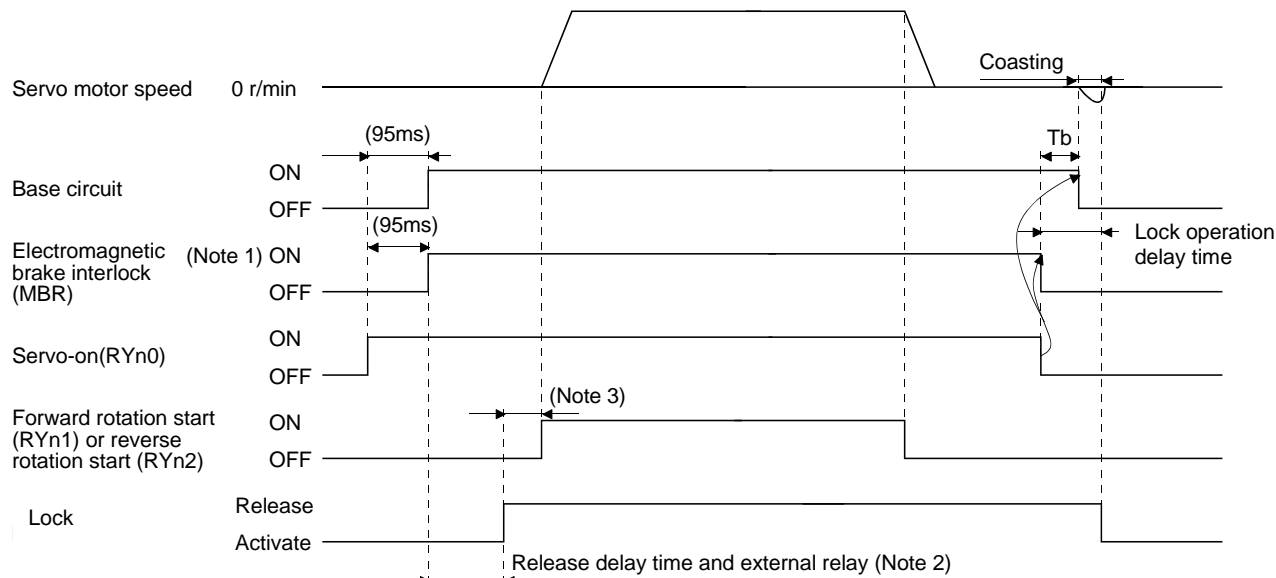 Coasting
Servo motor speed 0 r/min
(95ms)
Tb
ON
Base circuit
OFF
(95ms)
Lock operation
delay time
Electromagnetic
brake interlock
(MBR)
(Note 1) ON
OFF
ON
Servo-on(RYn0)
OFF
(Note 3)
Forward rotation start
(RYn1) or reverse
rotation start (RYn2)
ON
OFF
Lock
Release
Activate
Release delay time and external relay (Note 2)